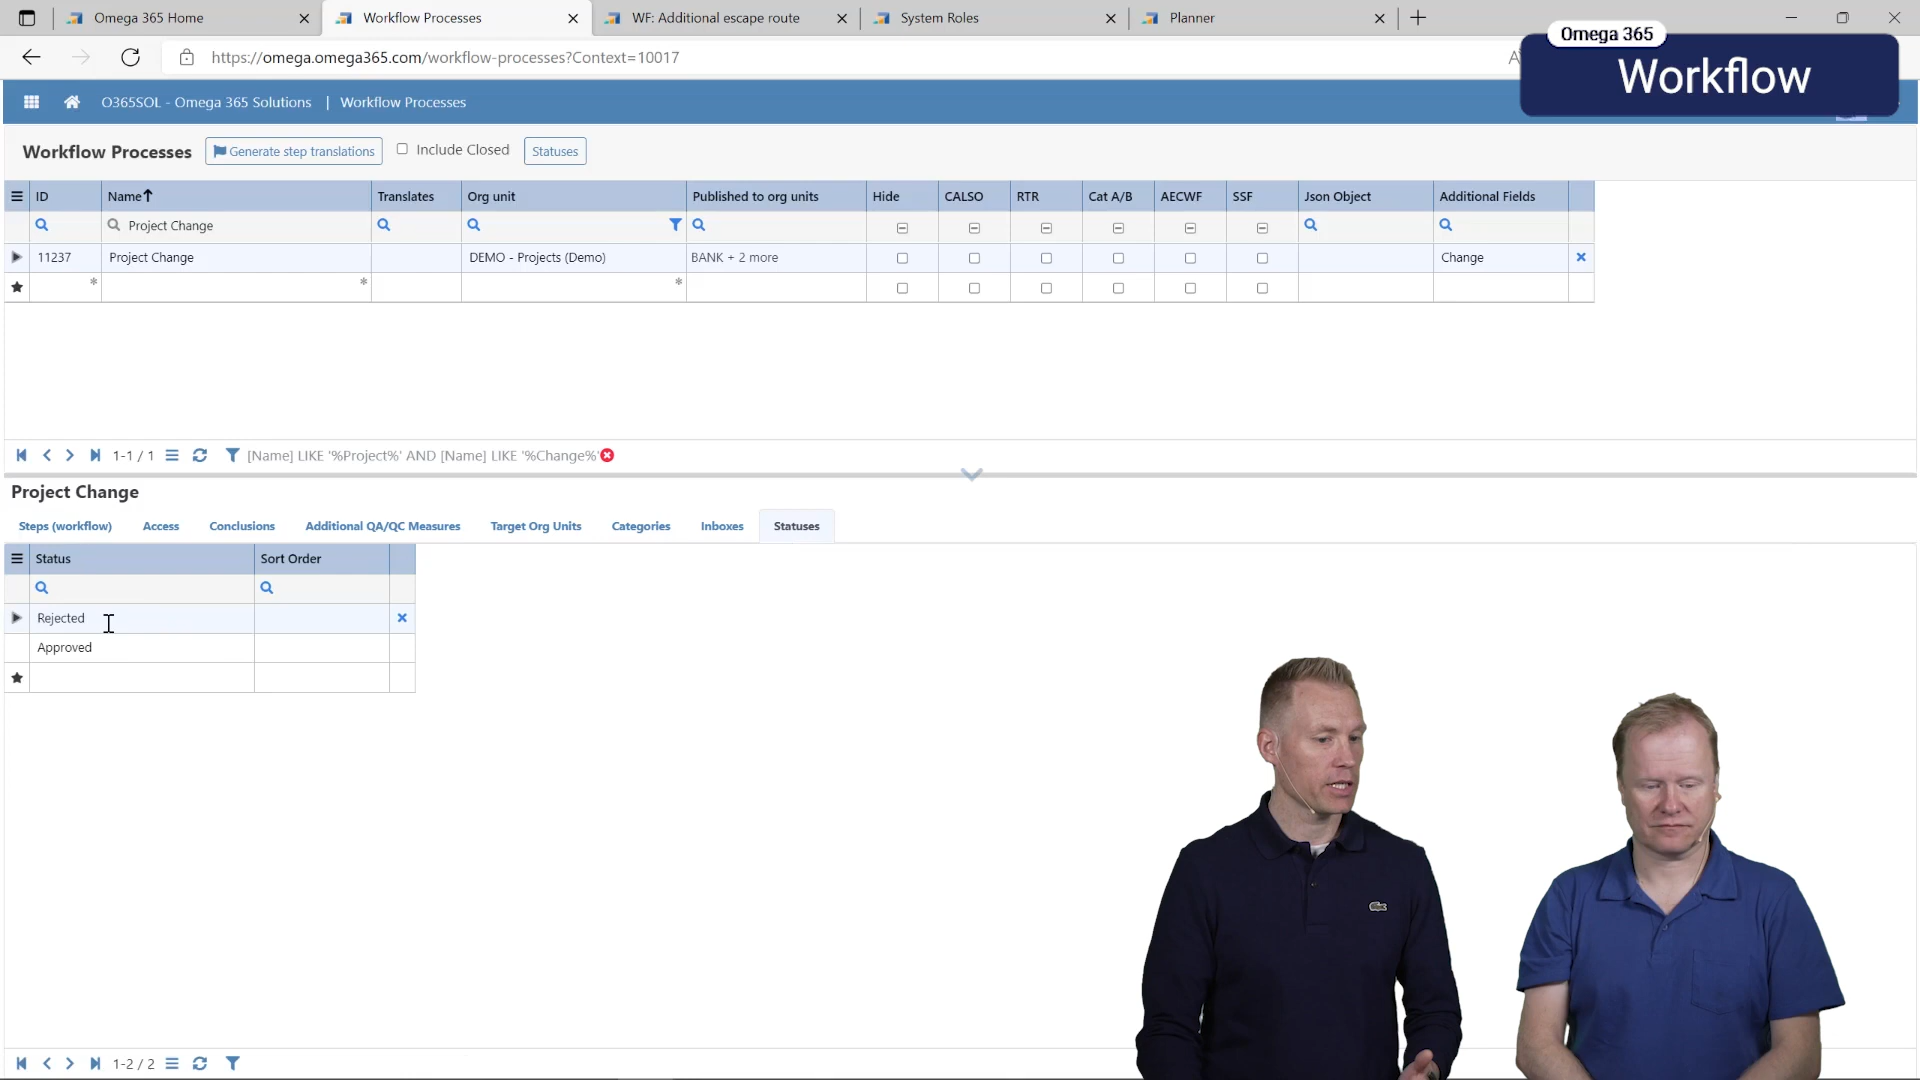 Omega 365 Home
Workflow Processes
WF: Additional escape route
System Roles
Planner
https://omega.omega365.com/workflow-processes?Context=10017
Omega 365
Workflow
O365SOL - Omega 365 Solutions | Workflow Processes
Workflow Processes
Generate step translations
Include Closed
Statuses
ID Name Translates Org unit Published to org units Hide CALSO RTR Cat A/B AECWF SSF Json Object Additional Fields
Project Change
11237 Project Change DEMO - Projects (Demo) BANK + 2 more Change
1-1 / 1 [Name] LIKE '%Project%' AND [Name] LIKE '%Change%'
Project Change
Steps (workflow) Access Conclusions Additional QA/QC Measures Target Org Units Categories Inboxes Statuses
Status Sort Order
Rejected
Approved
1-2 / 2